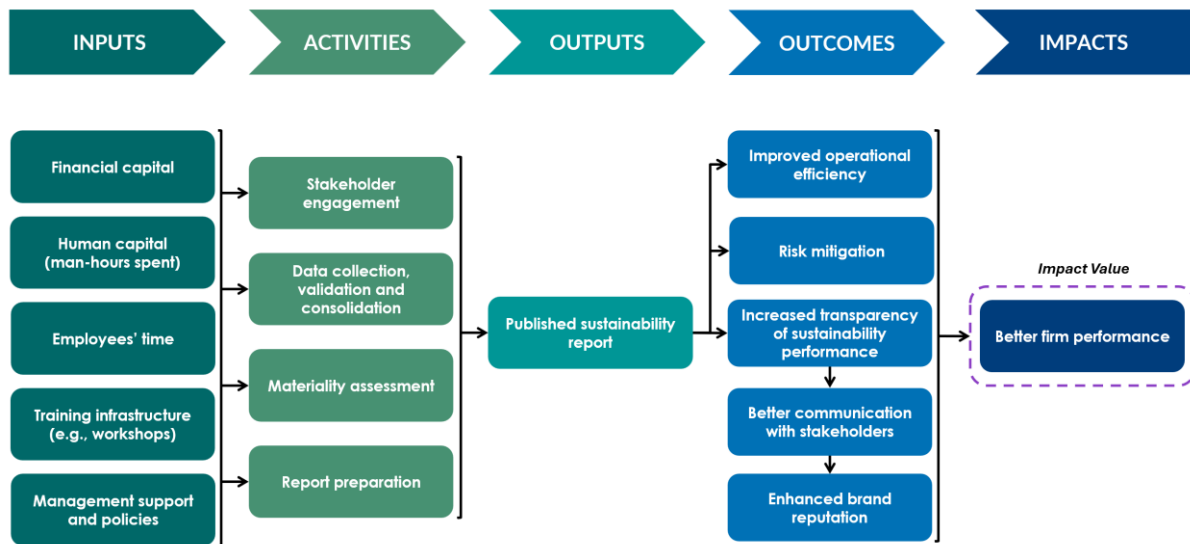 INPUTS
ACTIVITIES
OUTPUTS
OUTCOMES
IMPACTS
Financial capital
Human capital
(man-hours spent)
Employees’ time
Training infrastructure
(e.g., workshops)
Management support
and policies
Stakeholder
engagement
Data collection,
validation and
consolidation
Materiality assessment
Report preparation
Published sustainability
report
Improved operational
efficiency
Risk mitigation
Increased transparency
of sustainability
performance
Better communication
with stakeholders
Enhanced brand
reputation
Impact Value
Better firm performance